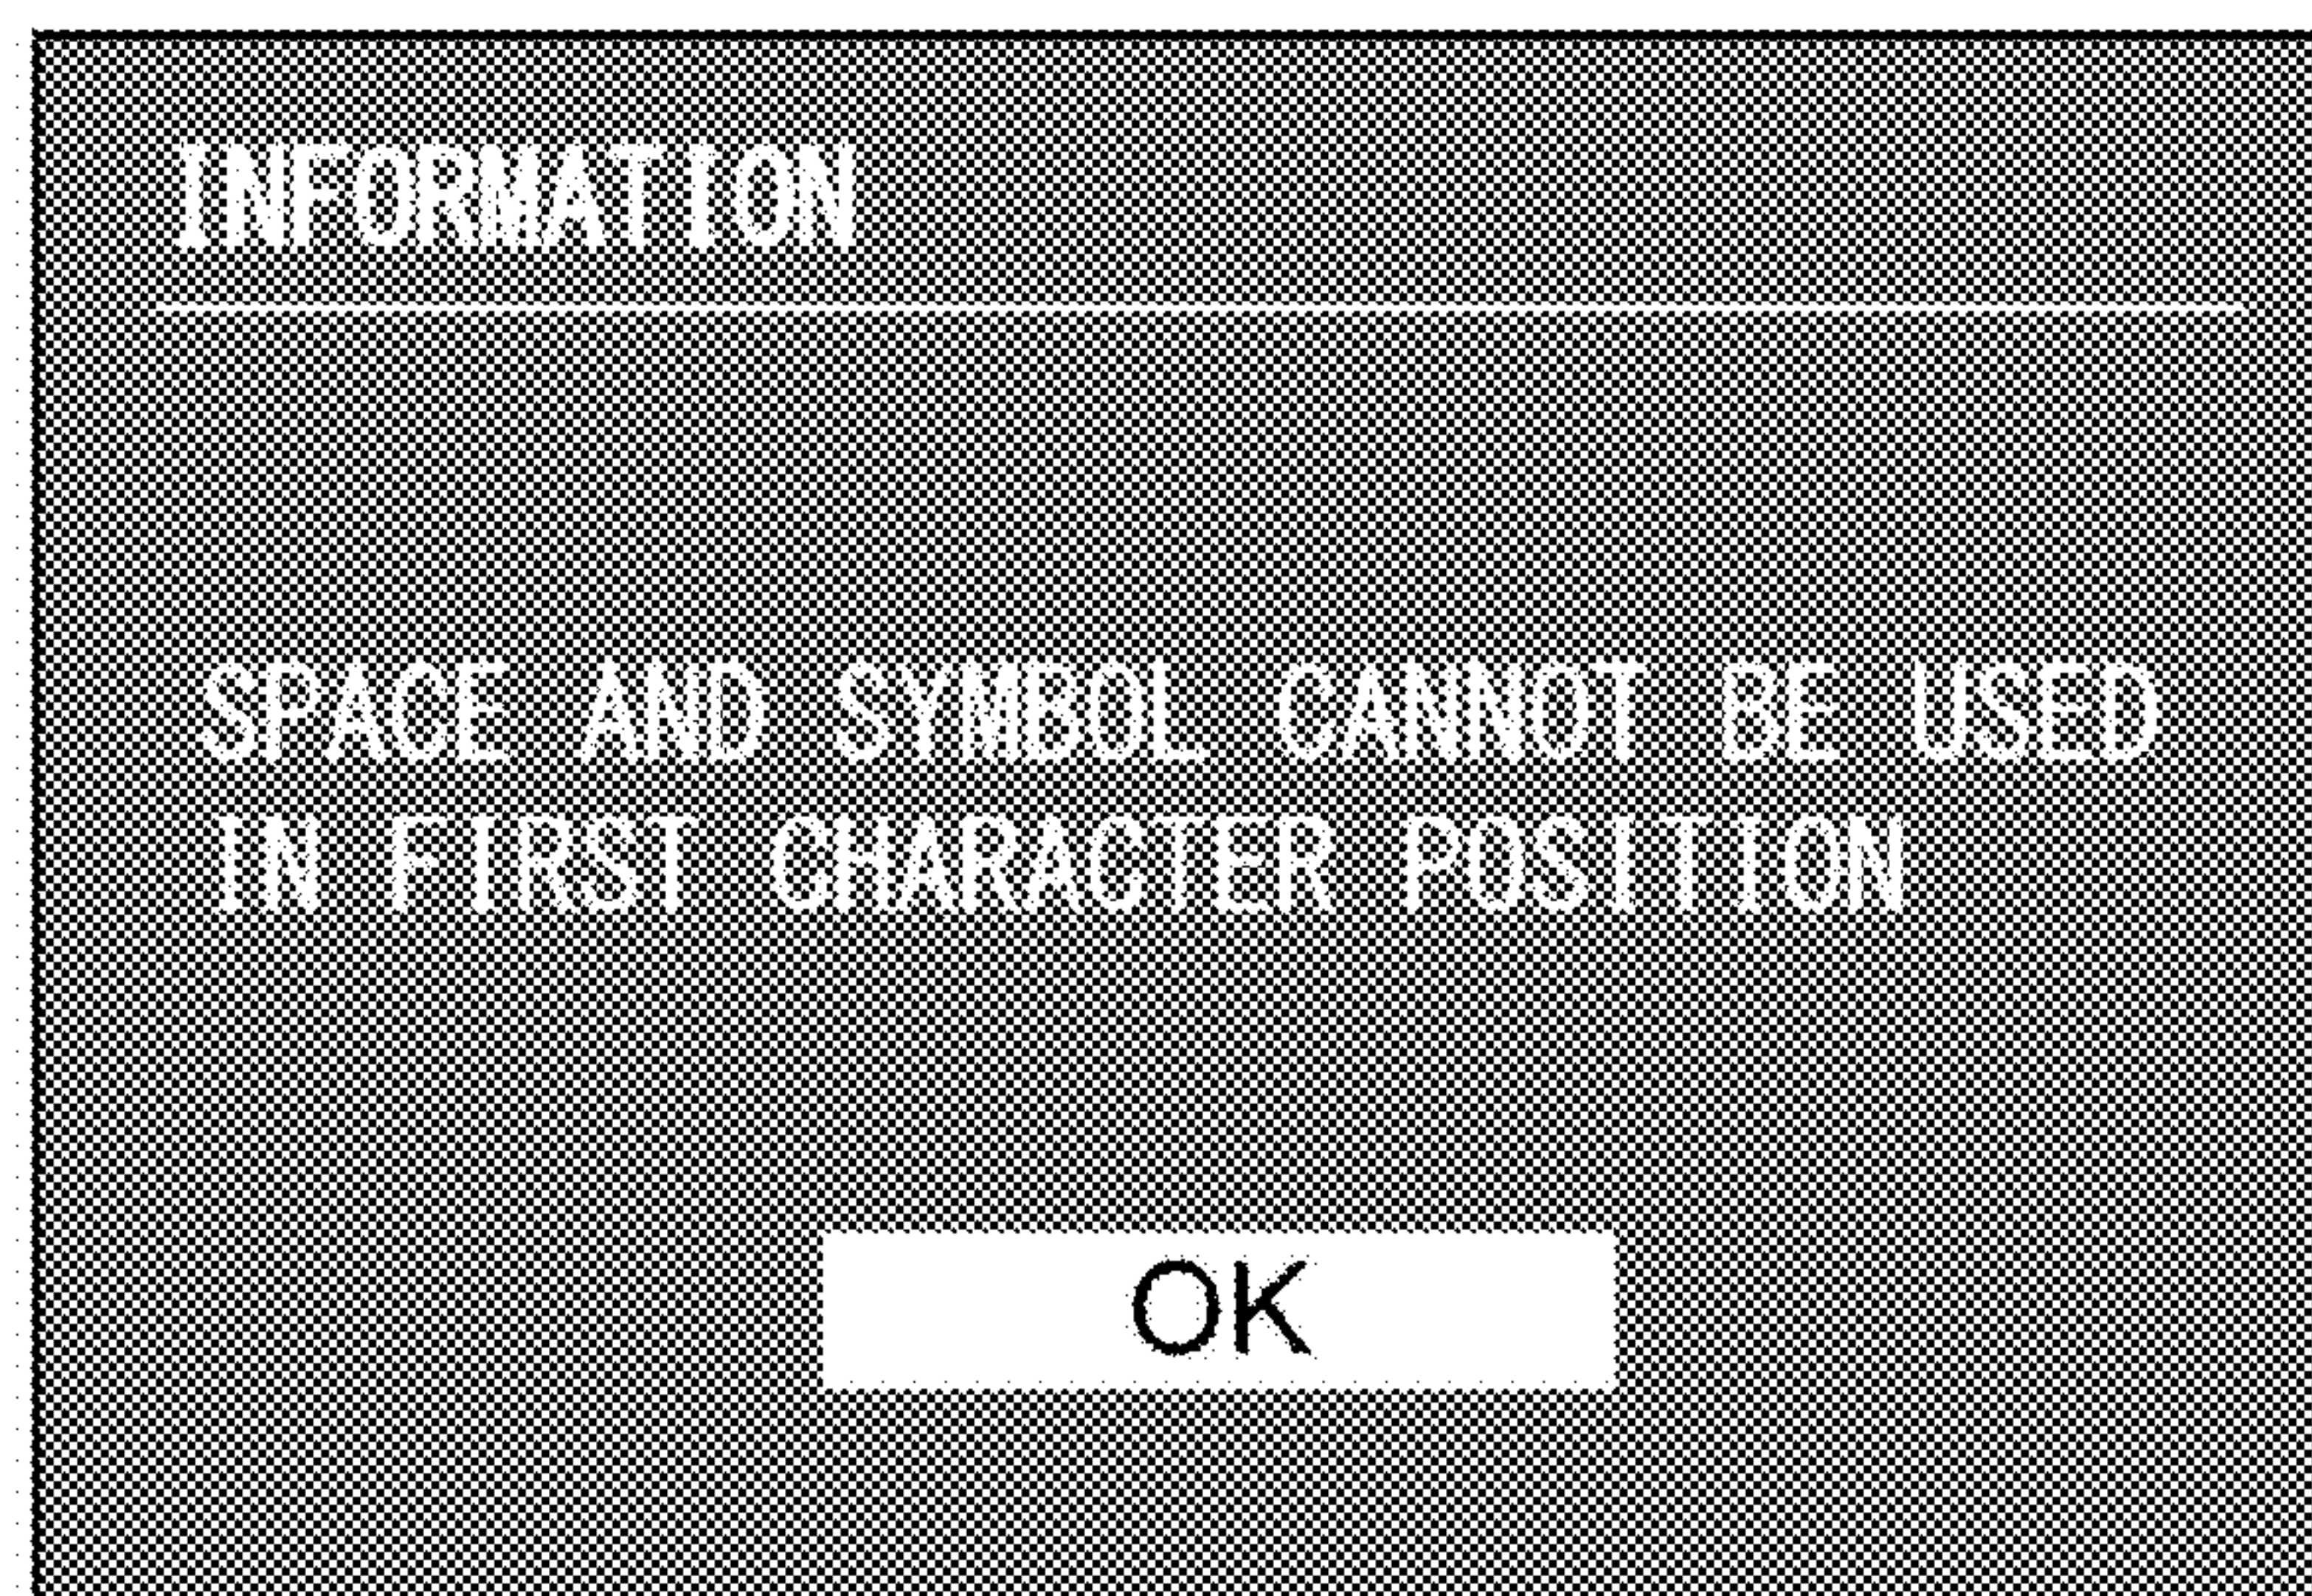 INFORMATION
SPACE AND SYMBOL CANNOT BE USED
IN FIRST CHARACTER POSITION
OK